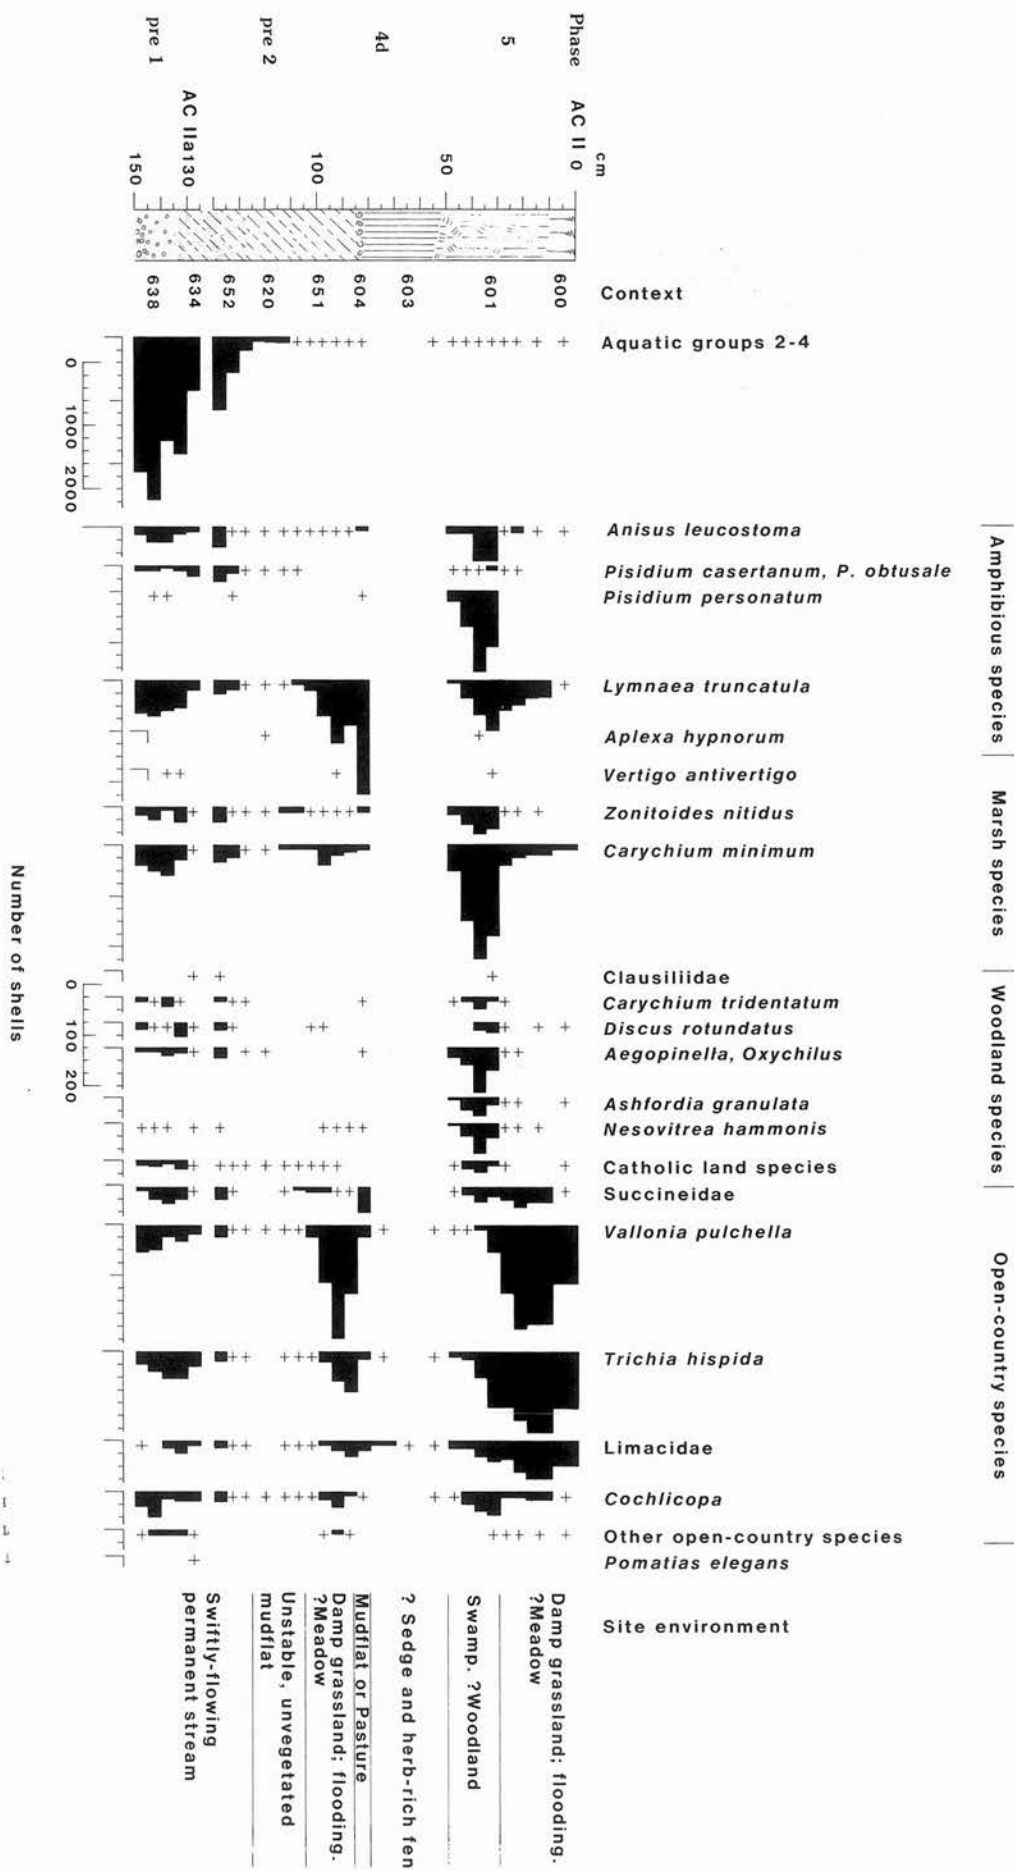 Phase
AC II
cm
0
50
100
AC IIa
130
150
5
4d
pre 2
pre 1
Context
600
601
603
604
651
620
652
634
638
Aquatic groups 2-4
0
1000
2000
Amphibious species
Anisus leucostoma
Pisidium casertanum, P. obtusale
Pisidium personatum
Lymnaea truncatula
Aplexa hypnorum
Marsh species
Vertigo antivertigo
Zonitoides nitidus
Carychium minimum
Woodland species
Clausiliidae
Carychium tridentatum
Discus rotundatus
Aegopinella, Oxychilus
Ashfordia granulata
Nesovitrea hammonis
Catholic land species
0
100
200
Open-country species
Succineidae
Vallonia pulchella
Trichia hispida
Limacidae
Cochlicopa
Other open-country species
Pomatias elegans
Number of shells
Site environment
Damp grassland; flooding.
?Meadow
Swamp. ?Woodland
? Sedge and herb-rich fen
Mudflat or Pasture
Damp grassland; flooding.
?Meadow
Unstable, unvegetated
mudflat
Swiftly-flowing
permanent stream